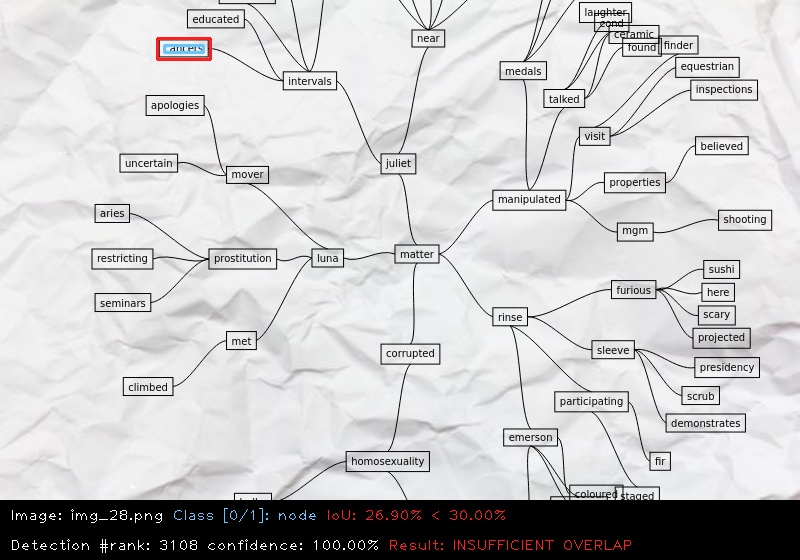 laughter
educated
cancers
near
cond
ceramic
found
finder
intervals
medals
equestrian
talked
inspections
apologies
visit
believed
uncertain
juliet
mover
properties
manipulated
aries
shooting
mgm
restricting
prostitution
luna
matter
sushi
seminars
furious
here
rinse
scary
met
projected
corrupted
sleeve
presidency
climbed
participating
scrub
demonstrates
emerson
homosexuality
fir
coloured
staged
Image: img_28.png Class [0/1]: node IoU: 26.90% < 30.00%
Detection #rank: 3108 confidence: 100.00% Result: INSUFFICIENT OVERLAP